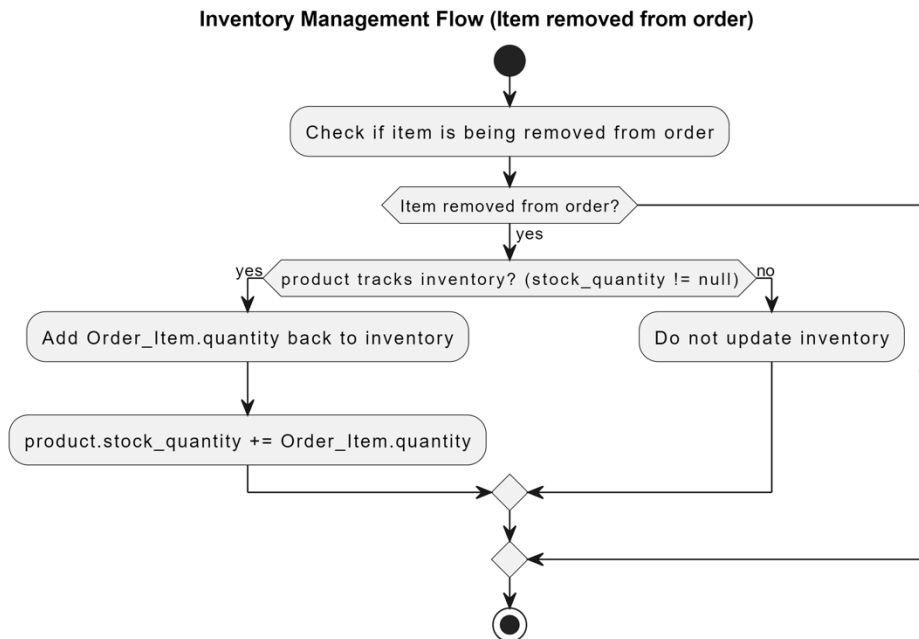 Inventory Management Flow (Item removed from order)
Check if item is being removed from order
Item removed from order?
yes
yes
product tracks inventory? (stock_quantity != null)
no
Add Order_Item.quantity back to inventory
Do not update inventory
product.stock_quantity += Order_Item.quantity